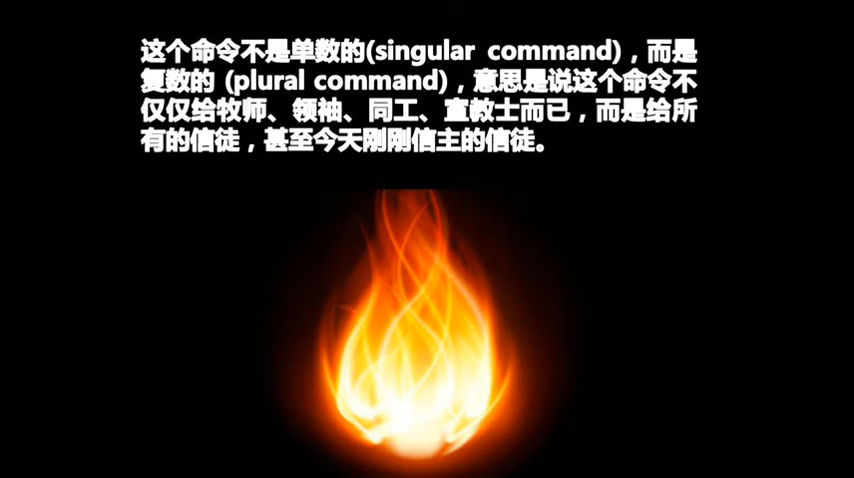 这个命令不是单数的(singular command)，而是
复数的 (plural command)，意思是说这个命令不
仅仅给牧师、领袖、同工、宣教士而已，而是给所
有的信徒，甚至今天刚刚信主的信徒。